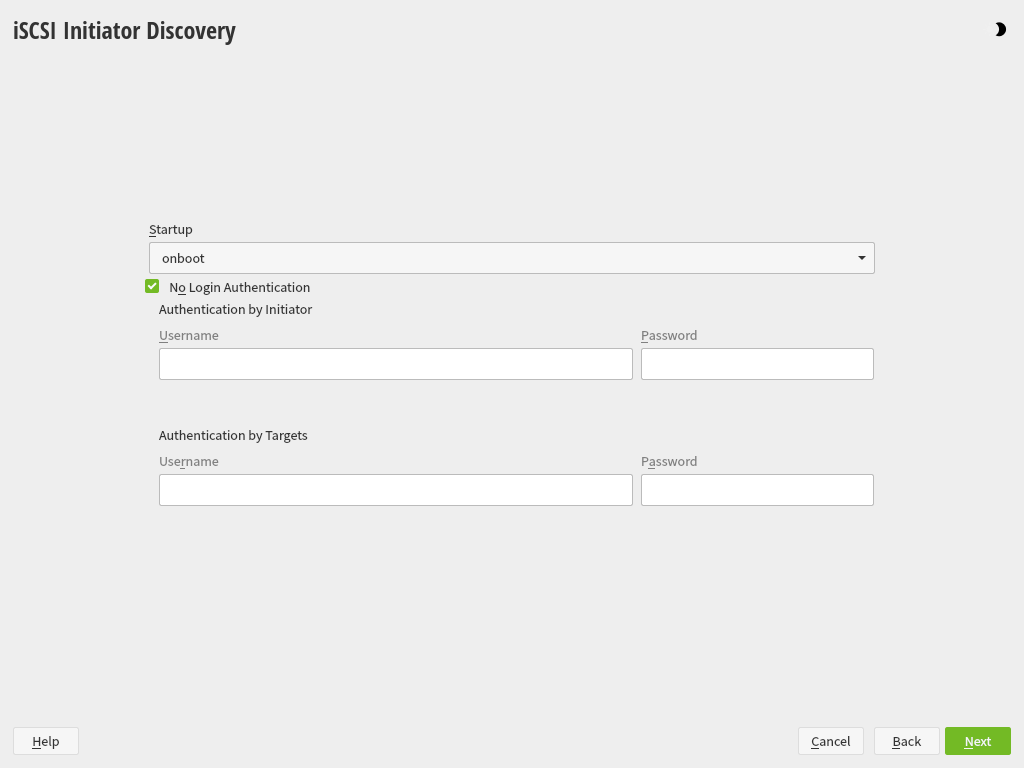 iSCSI Initiator Discovery
Startup
onboot
No Login Authentication
Authentication by Initiator
Username Password
Authentication by Targets
Username Password
Help Cancel Back Next